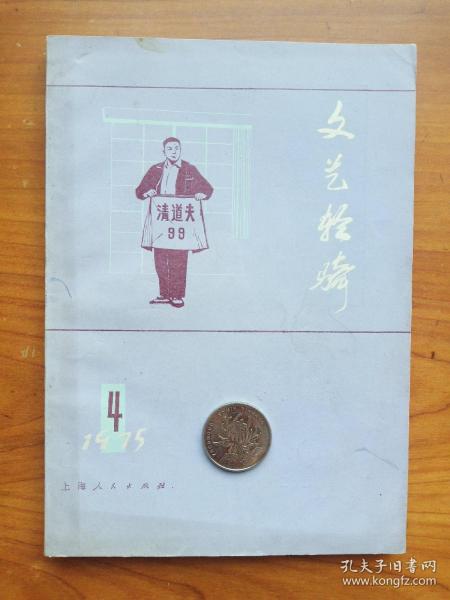 文艺轻骑
清道夫
99
4
1975
上海人民出版社.
孔夫子旧书网
www.kongfz.com